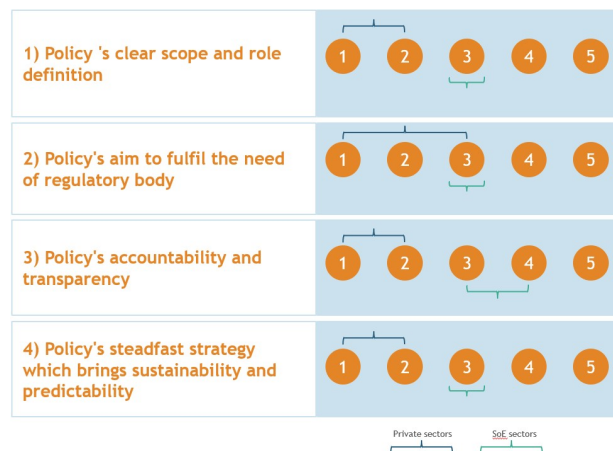 1) Policy 's clear scope and role
definition
1 2 3 4 5
2) Policy's aim to fulfil the need
of regulatory body
1 2 3 4 5
3) Policy's accountability and
transparency
1 2 3 4 5
4) Policy's steadfast strategy
which brings sustainability and
predictability
1 2 3 4 5
Private sectors SoE sectors